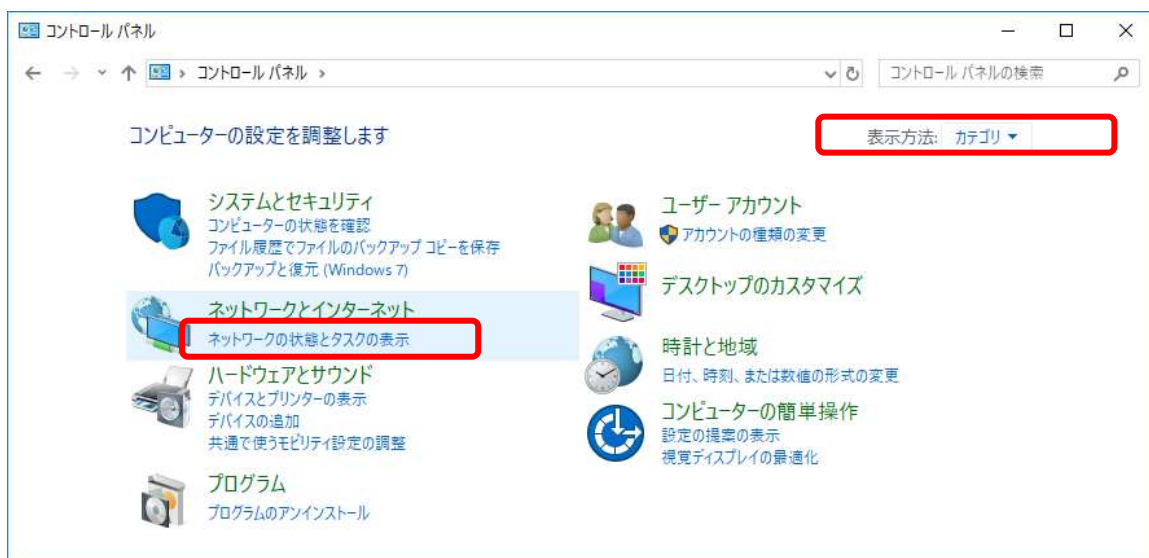 コントロール パネル
コントロール パネル
コントロール パネルの検索
コンピューターの設定を調整します
表示方法: カテゴリ
システムとセキュリティ
コンピューターの状態を確認
ファイル履歴でファイルのバックアップ コピーを保存
バックアップと復元 (Windows 7)
ネットワークとインターネット
ネットワークの状態とタスクの表示
ハードウェアとサウンド
デバイスとプリンターの表示
デバイスの追加
共通で使うモビリティ設定の調整
プログラム
プログラムのアンインストール
ユーザー アカウント
アカウントの種類の変更
デスクトップのカスタマイズ
時計と地域
日付、時刻、または数値の形式の変更
コンピューターの簡単操作
設定の提案の表示
視覚ディスプレイの最適化